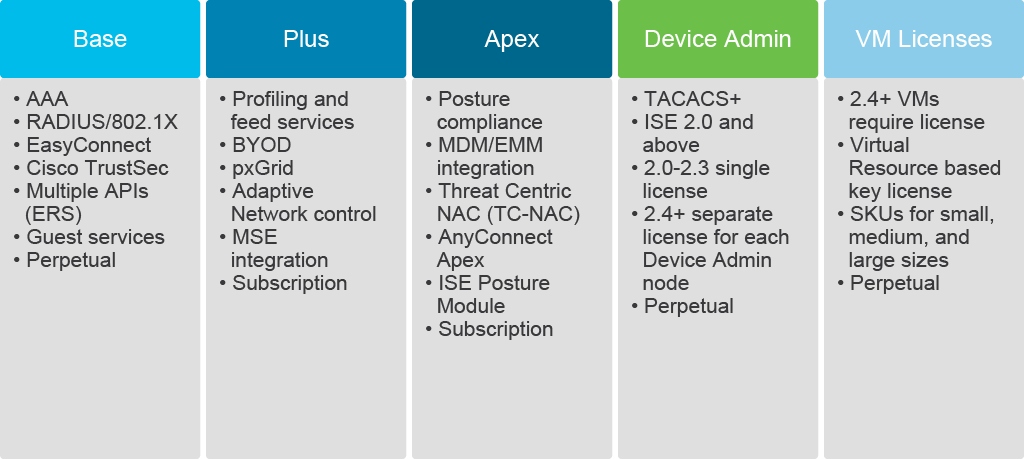 Base
• AAA
• RADIUS/802.1X
• EasyConnect
• Cisco TrustSec
• Multiple APIs
(ERS)
• Guest services
• Perpetual
Plus
• Profiling and
feed services
• BYOD
• pxGrid
• Adaptive
Network control
• MSE
integration
• Subscription
Apex
• Posture
compliance
• MDM/EMM
integration
• Threat Centric
NAC (TC-NAC)
• AnyConnect
Apex
• ISE Posture
Module
• Subscription
Device Admin
• TACACS+
• ISE 2.0 and
above
• 2.0-2.3 single
license
• 2.4+ separate
license for each
Device Admin
node
• Perpetual
VM Licenses
• 2.4+ VMs
require license
• Virtual
Resource based
key license
• SKUs for small,
medium, and
large sizes
• Perpetual